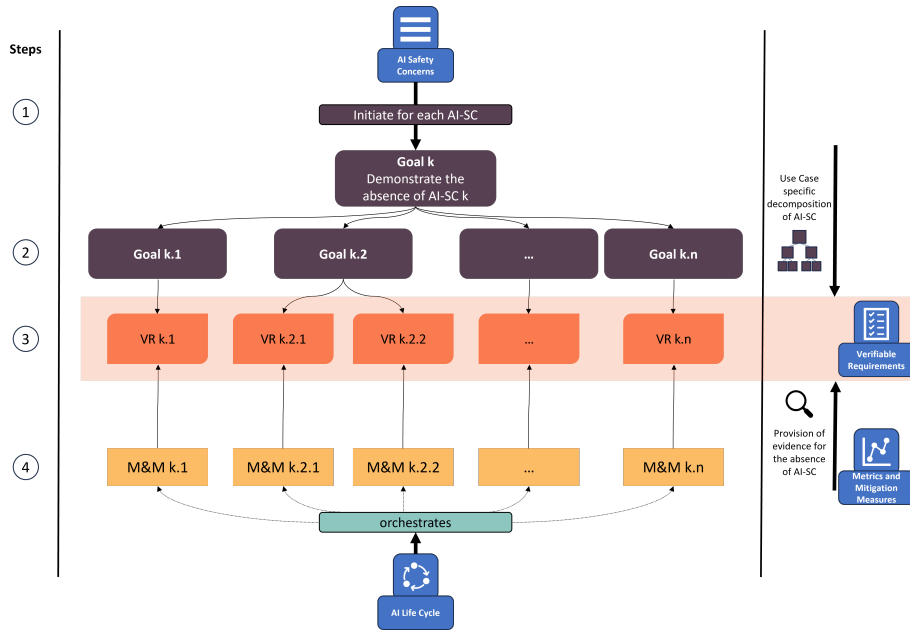 Steps
AI Safety
Concerns
1
Initiate for each AI-SC
Goal k
Demonstrate the
absence of AI-SC k
Use Case
specific
decomposition
of AI-SC
2
Goal k.1
Goal k.2
...
Goal k.n
3
VR k.1
VR k.2.1
VR k.2.2
...
VR k.n
Verifiable
Requirements
Provision of
evidence for
the absence
of AI-SC
4
M&M k.1
M&M k.2.1
M&M k.2.2
...
M&M k.n
Metrics and
Mitigation
Measures
orchestrates
AI Life Cycle